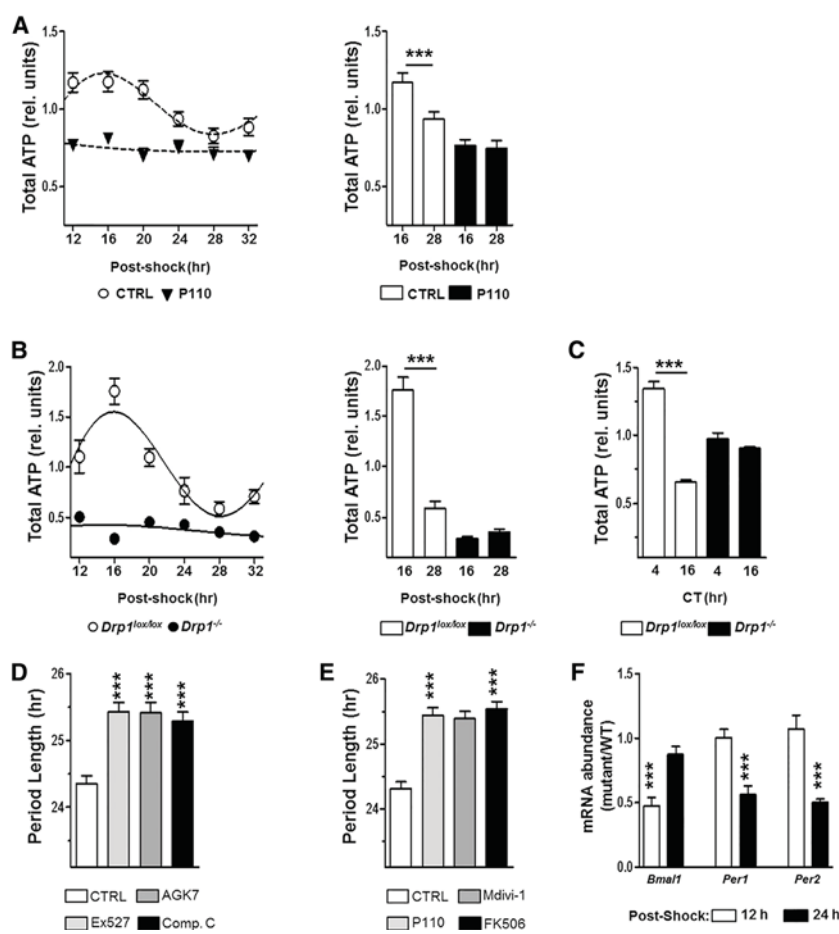 A
Total ATP (rel. units)
1.5
1.0
0.5
12 16 20 24 28 32
Post-shock (hr)
CTRL P110
Total ATP (rel. units)
1.5
1.0
0.5
***
16 28 16 28
Post-shock (hr)
CTRL P110
B
Total ATP (rel. units)
2.0
1.5
1.0
0.5
12 16 20 24 28 32
Post-shock (hr)
Drp1lox/lox Drp1-/-
Total ATP (rel. units)
2.0
1.5
1.0
0.5
***
16 28 16 28
Post-shock (hr)
Drp1lox/lox Drp1-/-
C
Total ATP (rel. units)
1.5
1.0
0.5
***
4 16 4 16
CT (hr)
Drp1lox/lox Drp1-/-
D
Period Length (hr)
26
25
24
*** *** ***
CTRL AGK7
Ex527 Comp. C
E
Period Length (hr)
26
25
24
*** ***
CTRL Mdivi-1
P110 FK506
F
mRNA abundance
(mutant/WT)
1.5
1.0
0.5
0.0
*** *** ***
Bmal1 Per1 Per2
Post-Shock: 12 h 24 h